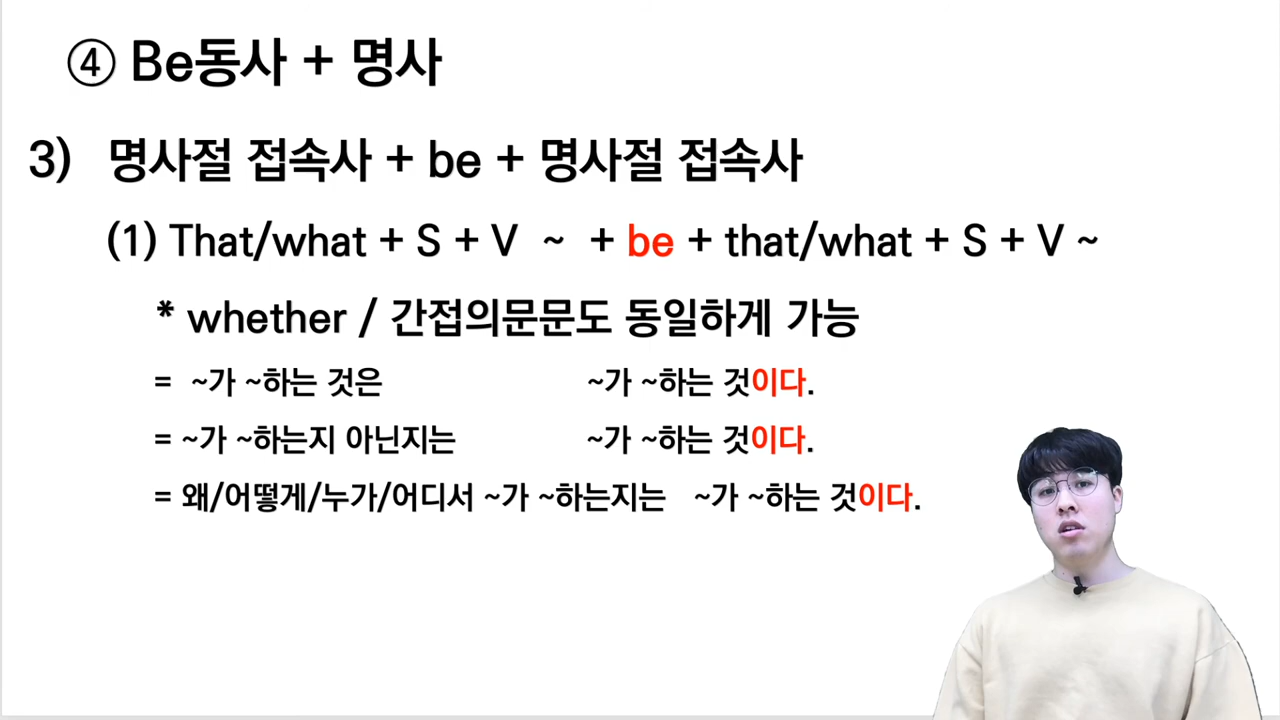 ④ Be동사 + 명사
3) 명사절 접속사 + be + 명사절 접속사
(1) That/what + S + V ~ + be + that/what + S + V ~
* whether / 간접의문문도 동일하게 가능
= ~가 ~하는 것은 ~가 ~하는 것이다.
= ~가 ~하는지 아닌지는 ~가 ~하는 것이다.
= 왜/어떻게/누가/어디서 ~가 ~하는지는 ~가 ~하는 것이다.